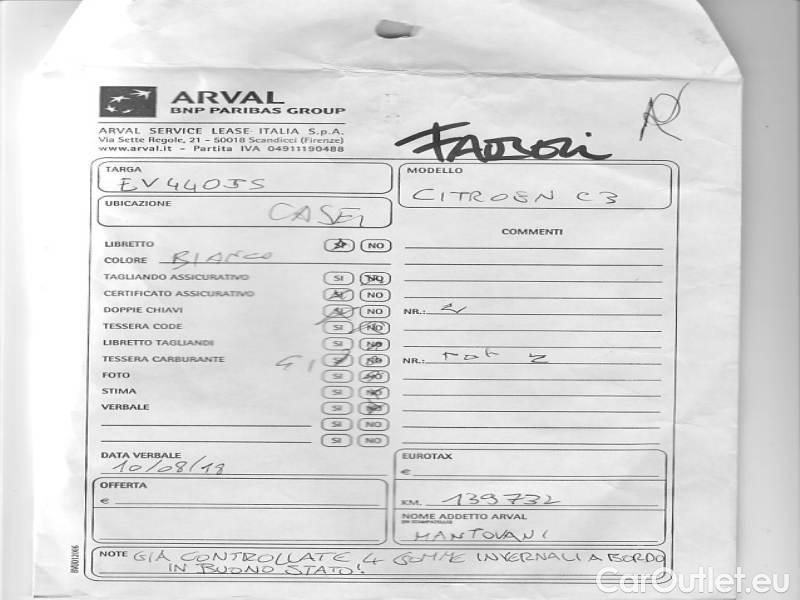 ARVAL
BNP PARIBAS GROUP
ARVAL SERVICE LEASE ITALIA S.p.A.
Via Sette Regole, 21 - 50018 Scandicci (Firenze)
www.arval.it - Partita IVA 04911190488
TARGA
EV440JS
MODELLO
CITROEN C3
UBICAZIONE
CASEI
COMMENTI
LIBRETTO SI NO
COLORE BIANCO
TAGLIANDO ASSICURATIVO SI NO
CERTIFICATO ASSICURATIVO SI NO
DOPPIE CHIAVI SI NO NR.:
TESSERA CODE SI NO
LIBRETTO TAGLIANDI SI NO
TESSERA CARBURANTE SI NO NR.:
FOTO SI NO
STIMA SI NO
VERBALE SI NO
SI NO
SI NO
DATA VERBALE
10/08/18
EUROTAX
€
OFFERTA
€
KM. 139732
NOME ADDETTO ARVAL
(IN STAMPATELLO)
MANTOVANI
NOTE GIÀ CONTROLLATE 4 GOMME INVERNALI A BORDO
IN BUONO STATO!
CarOutlet.eu